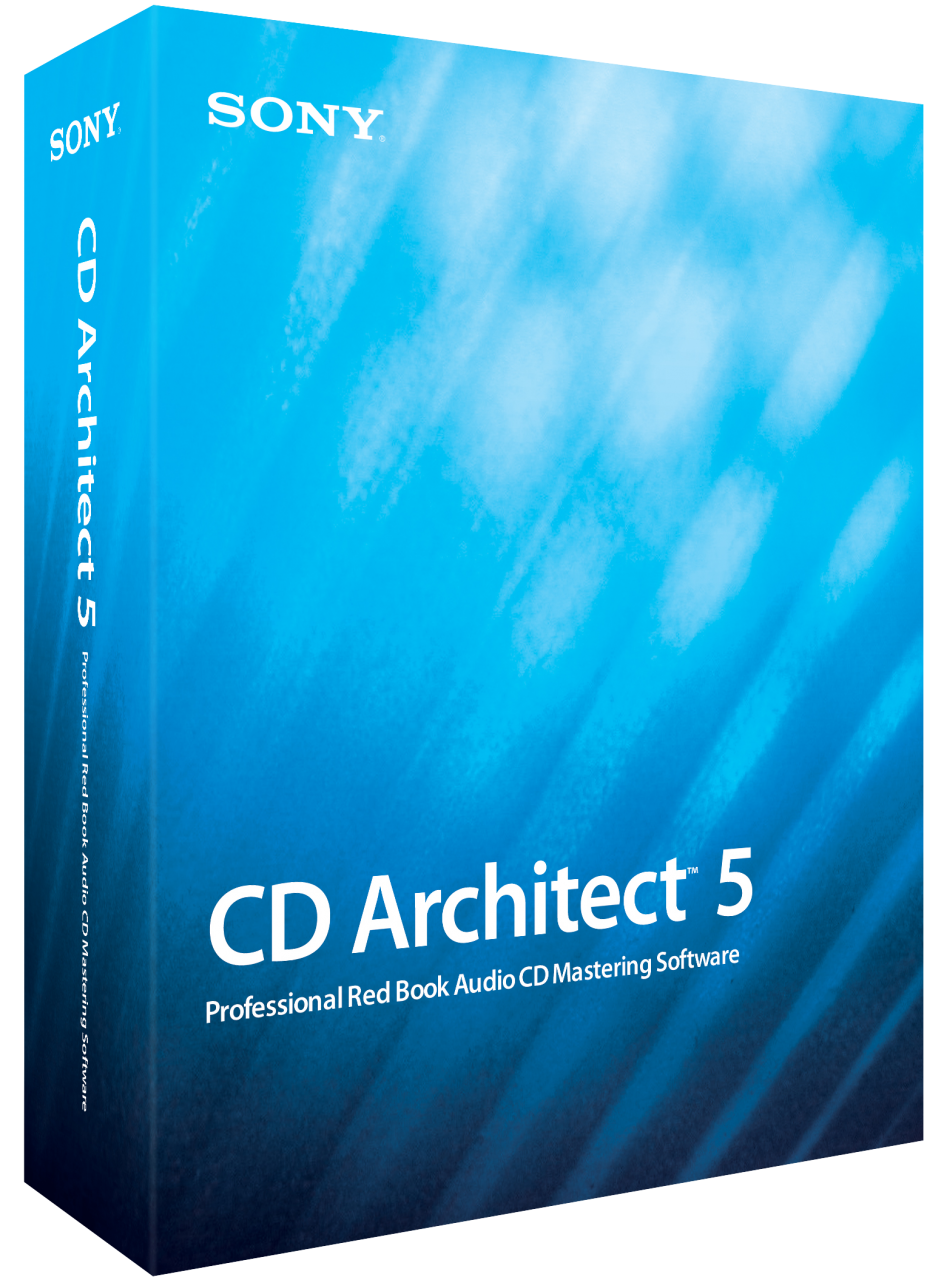 SONY
CD Architect 5
Professional Red Book Audio CD Mastering Software
SONY®
CD Architect™ 5
Professional Red Book Audio CD Mastering Software